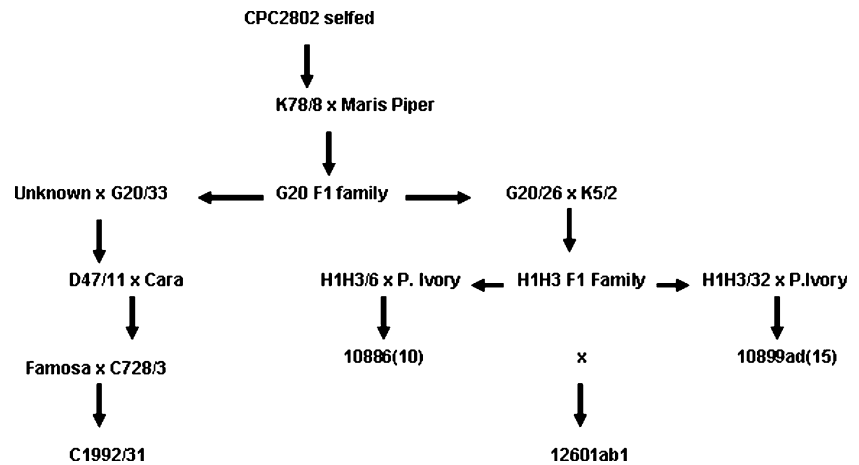 CPC2802 selfed
K78/8 x Maris Piper
Unknown x G20/33
G20 F1 family
G20/26 x K5/2
D47/11 x Cara
H1H3/6 x P. Ivory
H1H3 F1 Family
H1H3/32 x P.Ivory
Famosa x C728/3
10886(10)
x
10899ad(15)
C1992/31
12601ab1